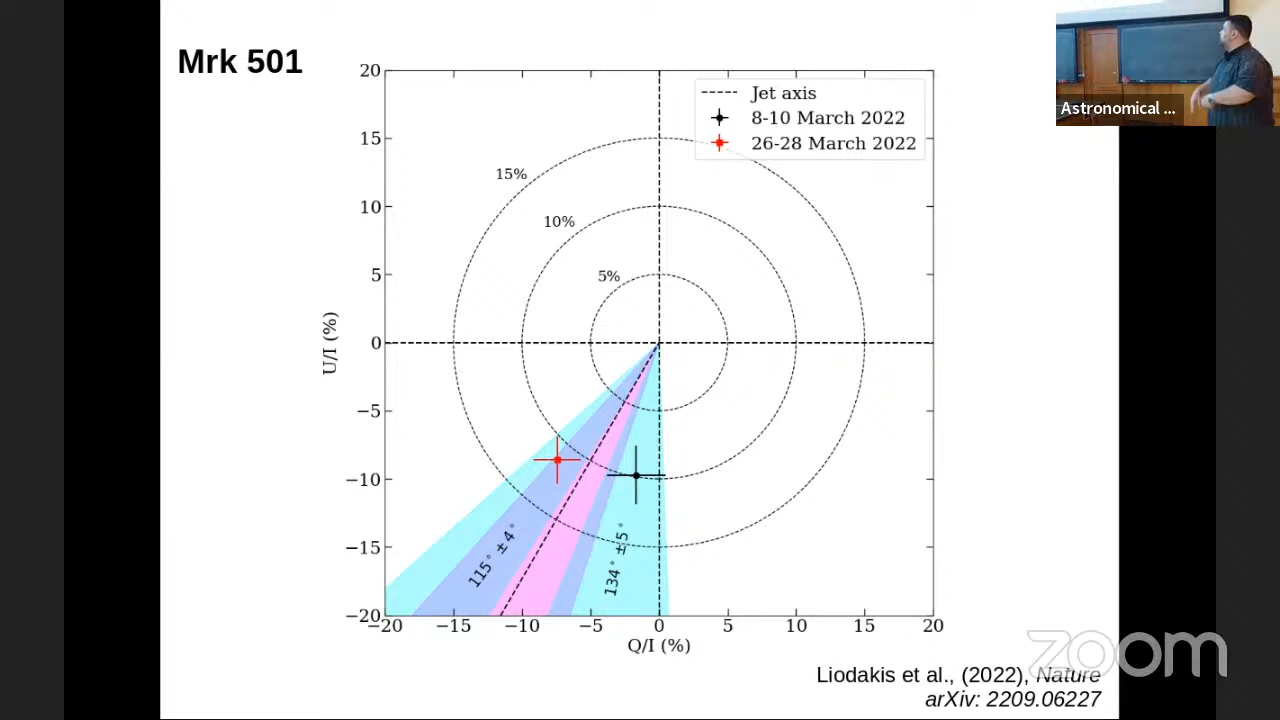 Mrk 501
Astronomical ...
Jet axis
8-10 March 2022
26-28 March 2022
20
15
10
5
0
−5
−10
−15
−20
U/I (%)
15%
10%
5%
115° ± 4°
134° ± 5°
−20 −15 −10 −5 0 5 10 15 20
Q/I (%)
zoom
Liodakis et al., (2022), Nature
arXiv: 2209.06227